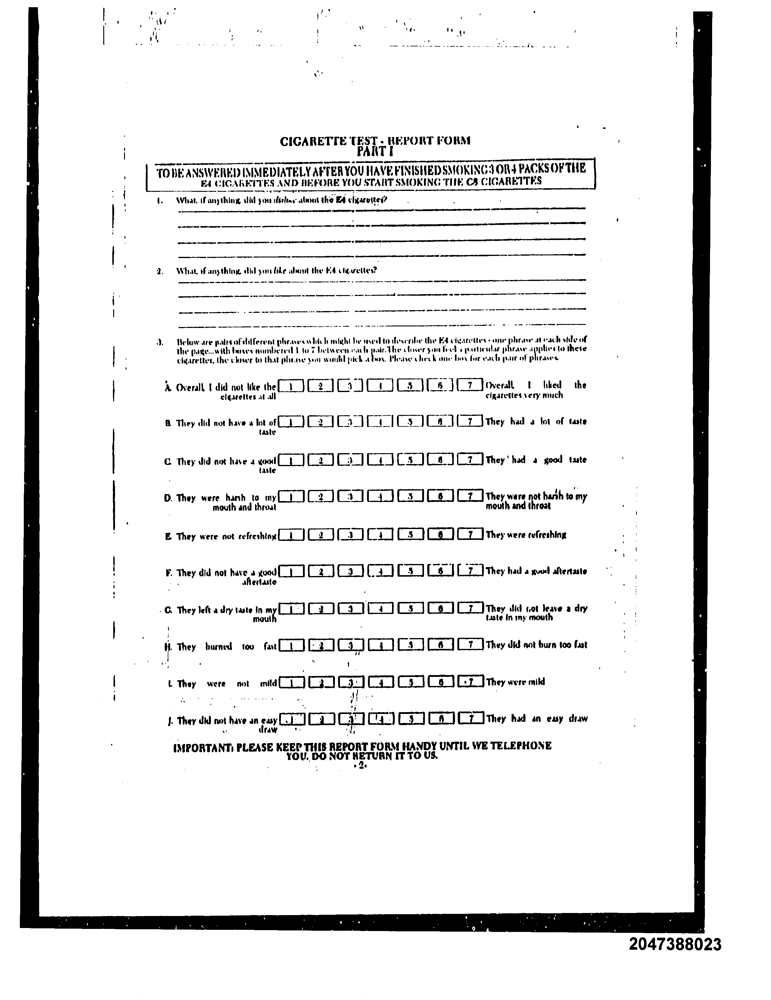 CIGARETTE TEST - REPORT FORM
PART I
TO BE ANSWERED IMMEDIATELY AFTER YOU HAVE FINISHED SMOKING 3 OR 4 PACKS OF THE
E4 CIGARETTES AND BEFORE YOU START SMOKING THE C8 CIGARETTES
1. What, if anything, did you dislike about the E4 cigarettes?
2. What, if anything, did you like about the E4 cigarettes?
3. Below are pairs of different phrases which might be used to describe the E4 cigarettes - one phrase at each side of
the page...with boxes numbered 1 to 7 between each pair. The closer you feel a particular phrase applies to these
cigarettes, the closer to that phrase you would pick a box. Please check one box for each pair of phrases.
A. Overall, I did not like the 1 2 3 4 5 6 7 Overall, I liked the
cigarettes at all cigarettes very much
B. They did not have a lot of 1 2 3 4 5 6 7 They had a lot of taste
taste
C. They did not have a good 1 2 3 4 5 6 7 They had a good taste
taste
D. They were harsh to my 1 2 3 4 5 6 7 They were not harsh to my
mouth and throat mouth and throat
E. They were not refreshing 1 2 3 4 5 6 7 They were refreshing
F. They did not have a good 1 2 3 4 5 6 7 They had a good aftertaste
aftertaste
G. They left a dry taste in my 1 2 3 4 5 6 7 They did not leave a dry
mouth taste in my mouth
H. They burned too fast 1 2 3 4 5 6 7 They did not burn too fast
I. They were not mild 1 2 3 4 5 6 7 They were mild
J. They did not have an easy 1 2 3 4 5 6 7 They had an easy draw
draw
IMPORTANT: PLEASE KEEP THIS REPORT FORM HANDY UNTIL WE TELEPHONE
YOU. DO NOT RETURN IT TO US.
-2-
2047388023